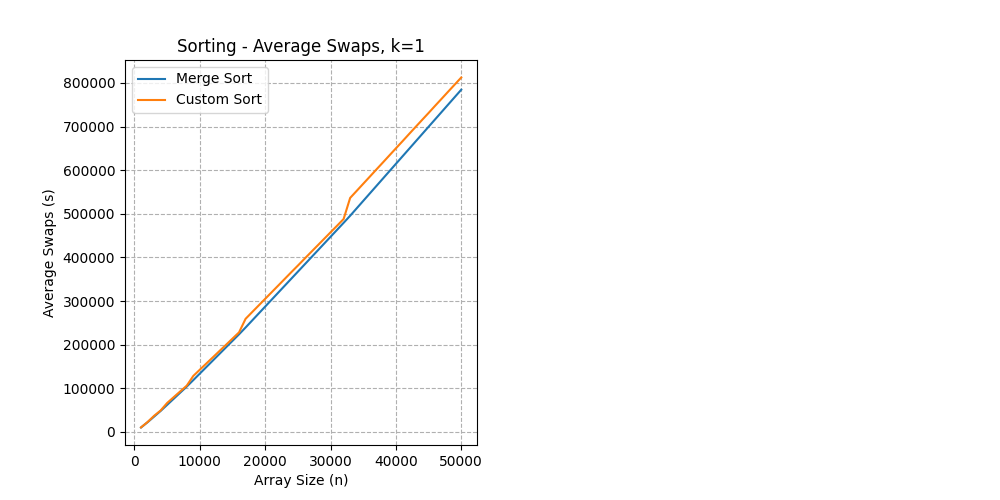 Sorting - Average Swaps, k=1
Merge Sort
Custom Sort
Average Swaps (s)
800000
700000
600000
500000
400000
300000
200000
100000
0
0 10000 20000 30000 40000 50000
Array Size (n)